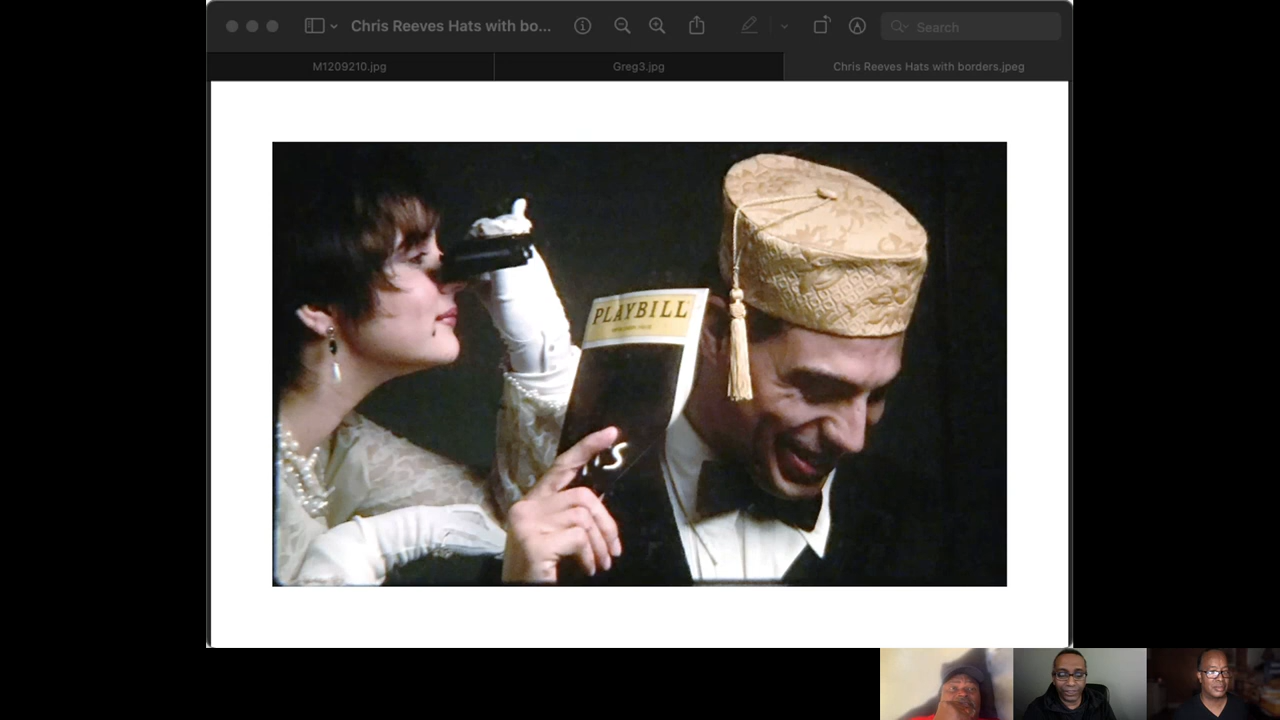 Chris Reeves Hats with bo...
Search
M1209210.jpg
Greg3.jpg
Chris Reeves Hats with borders.jpeg
PLAYBILL
S